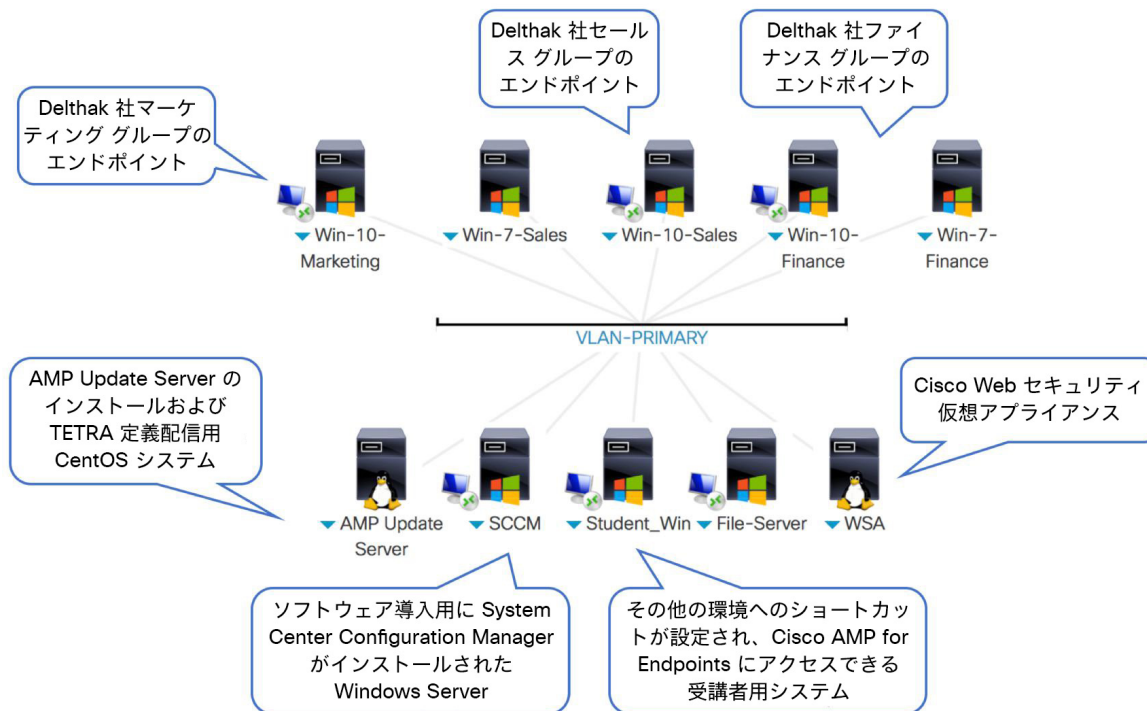 Delthak 社マーケ
ティング グループの
エンドポイント
Delthak 社セール
ス グループの
エンドポイント
Delthak 社ファイ
ナンス グループの
エンドポイント
Win-10-
Marketing
Win-7-Sales
Win-10-Sales
Win-10-
Finance
Win-7-
Finance
VLAN-PRIMARY
AMP Update Server の
インストールおよび
TETRA 定義配信用
CentOS システム
Cisco Web セキュリティ
仮想アプライアンス
AMP Update
Server
SCCM
Student_Win
File-Server
WSA
ソフトウェア導入用に System
Center Configuration Manager
がインストールされた
Windows Server
その他の環境へのショートカッ
トが設定され、Cisco AMP for
Endpoints にアクセスできる
受講者用システム